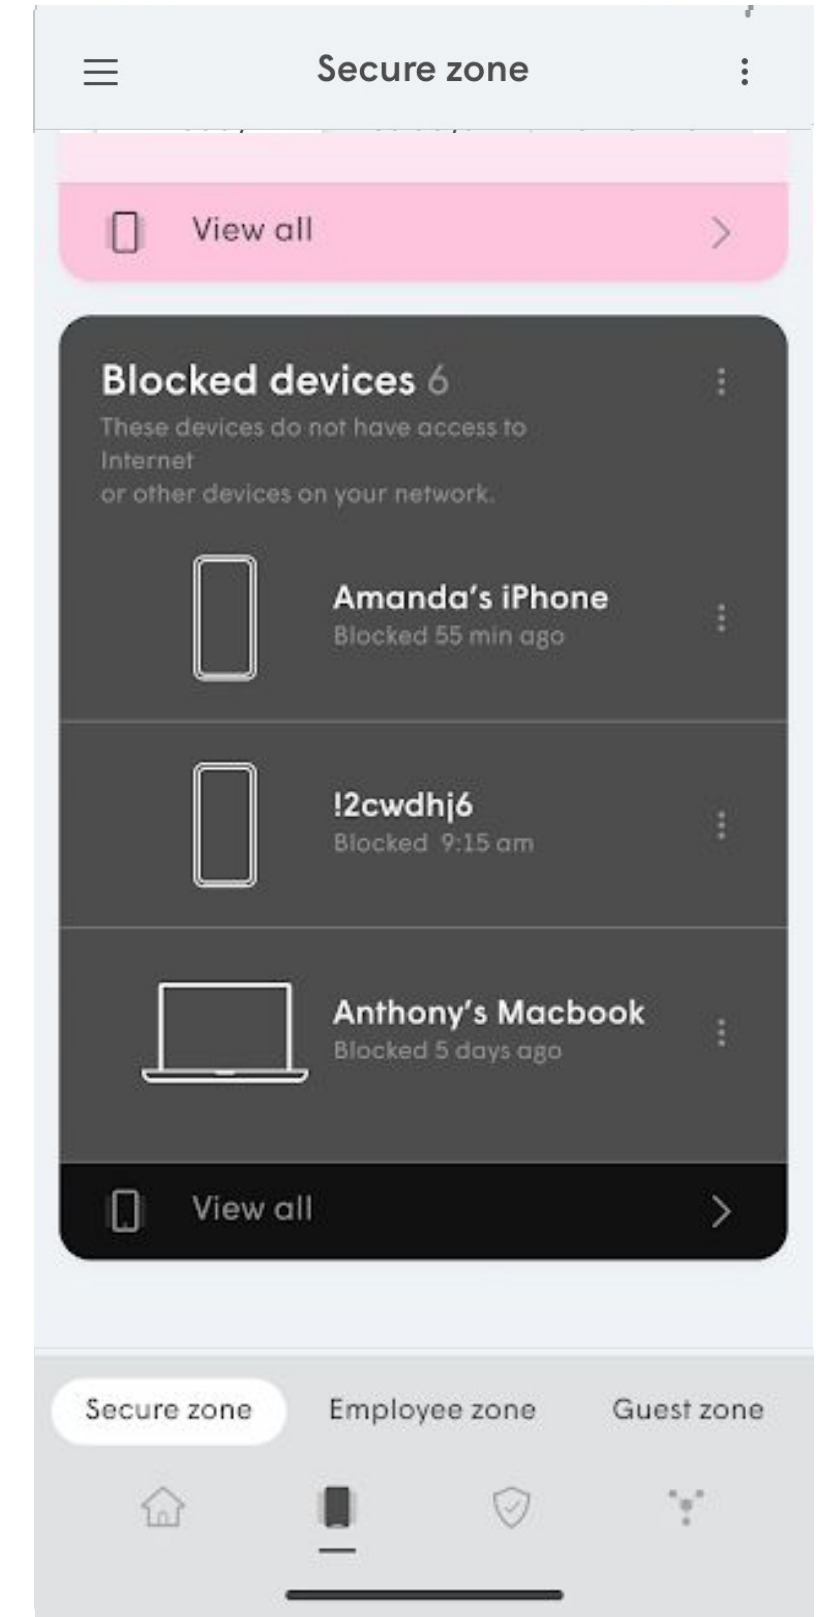 Secure zone
View all
Blocked devices 6
These devices do not have access to
Internet
or other devices on your network.
Amanda's iPhone
Blocked 55 min ago
!2cwdhj6
Blocked 9:15 am
Anthony's Macbook
Blocked 5 days ago
View all
Secure zone Employee zone Guest zone